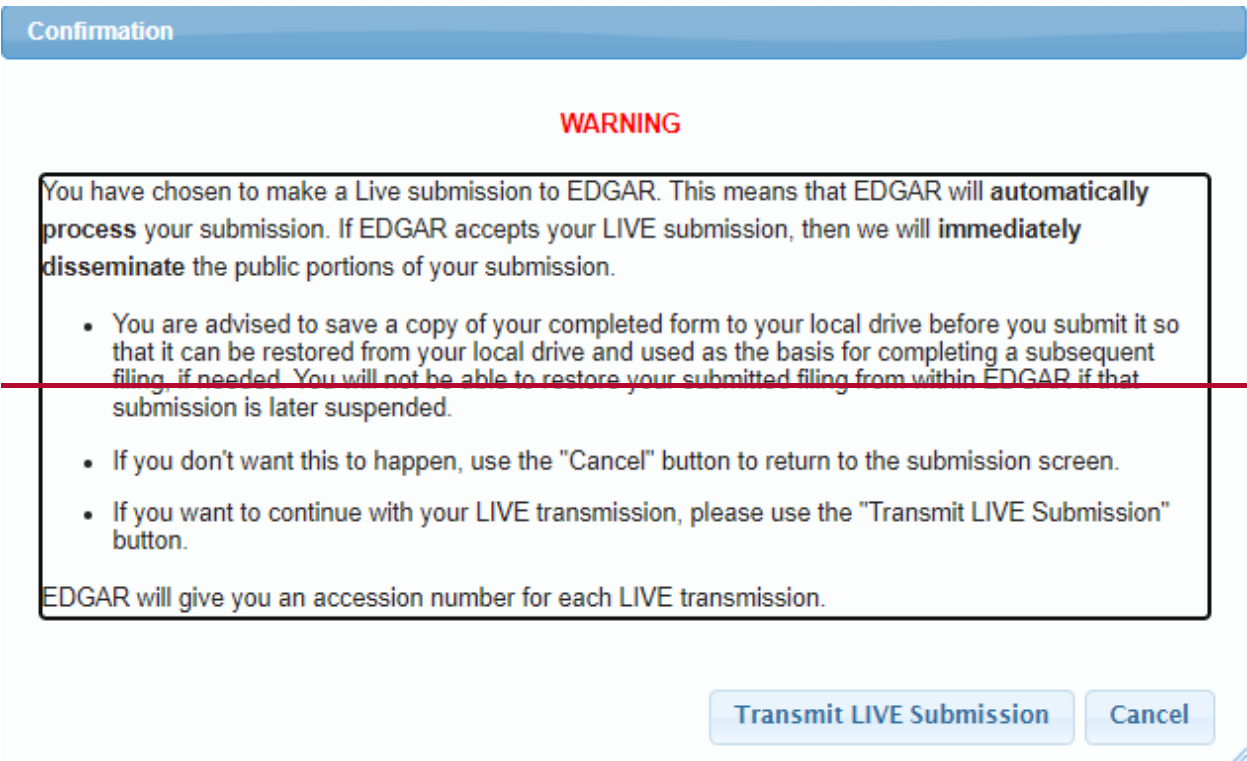 Confirmation
WARNING
You have chosen to make a Live submission to EDGAR. This means that EDGAR will automatically
process your submission. If EDGAR accepts your LIVE submission, then we will immediately
disseminate the public portions of your submission.
• You are advised to save a copy of your completed form to your local drive before you submit it so
that it can be restored from your local drive and used as the basis for completing a subsequent
filing, if needed. You will not be able to restore your submitted filing from within EDGAR if that
submission is later suspended.
• If you don't want this to happen, use the "Cancel" button to return to the submission screen.
• If you want to continue with your LIVE transmission, please use the "Transmit LIVE Submission"
button.
EDGAR will give you an accession number for each LIVE transmission.
Transmit LIVE Submission Cancel